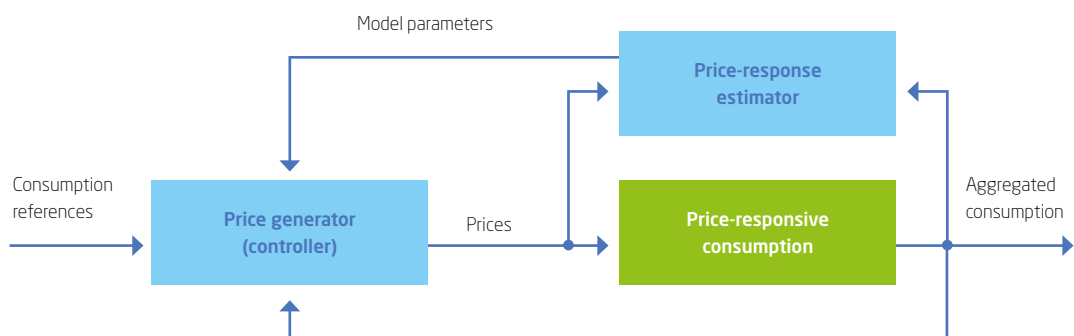 Model parameters
Price-response
estimator
Consumption
references
Price generator
(controller)
Prices
Price-responsive
consumption
Aggregated
consumption